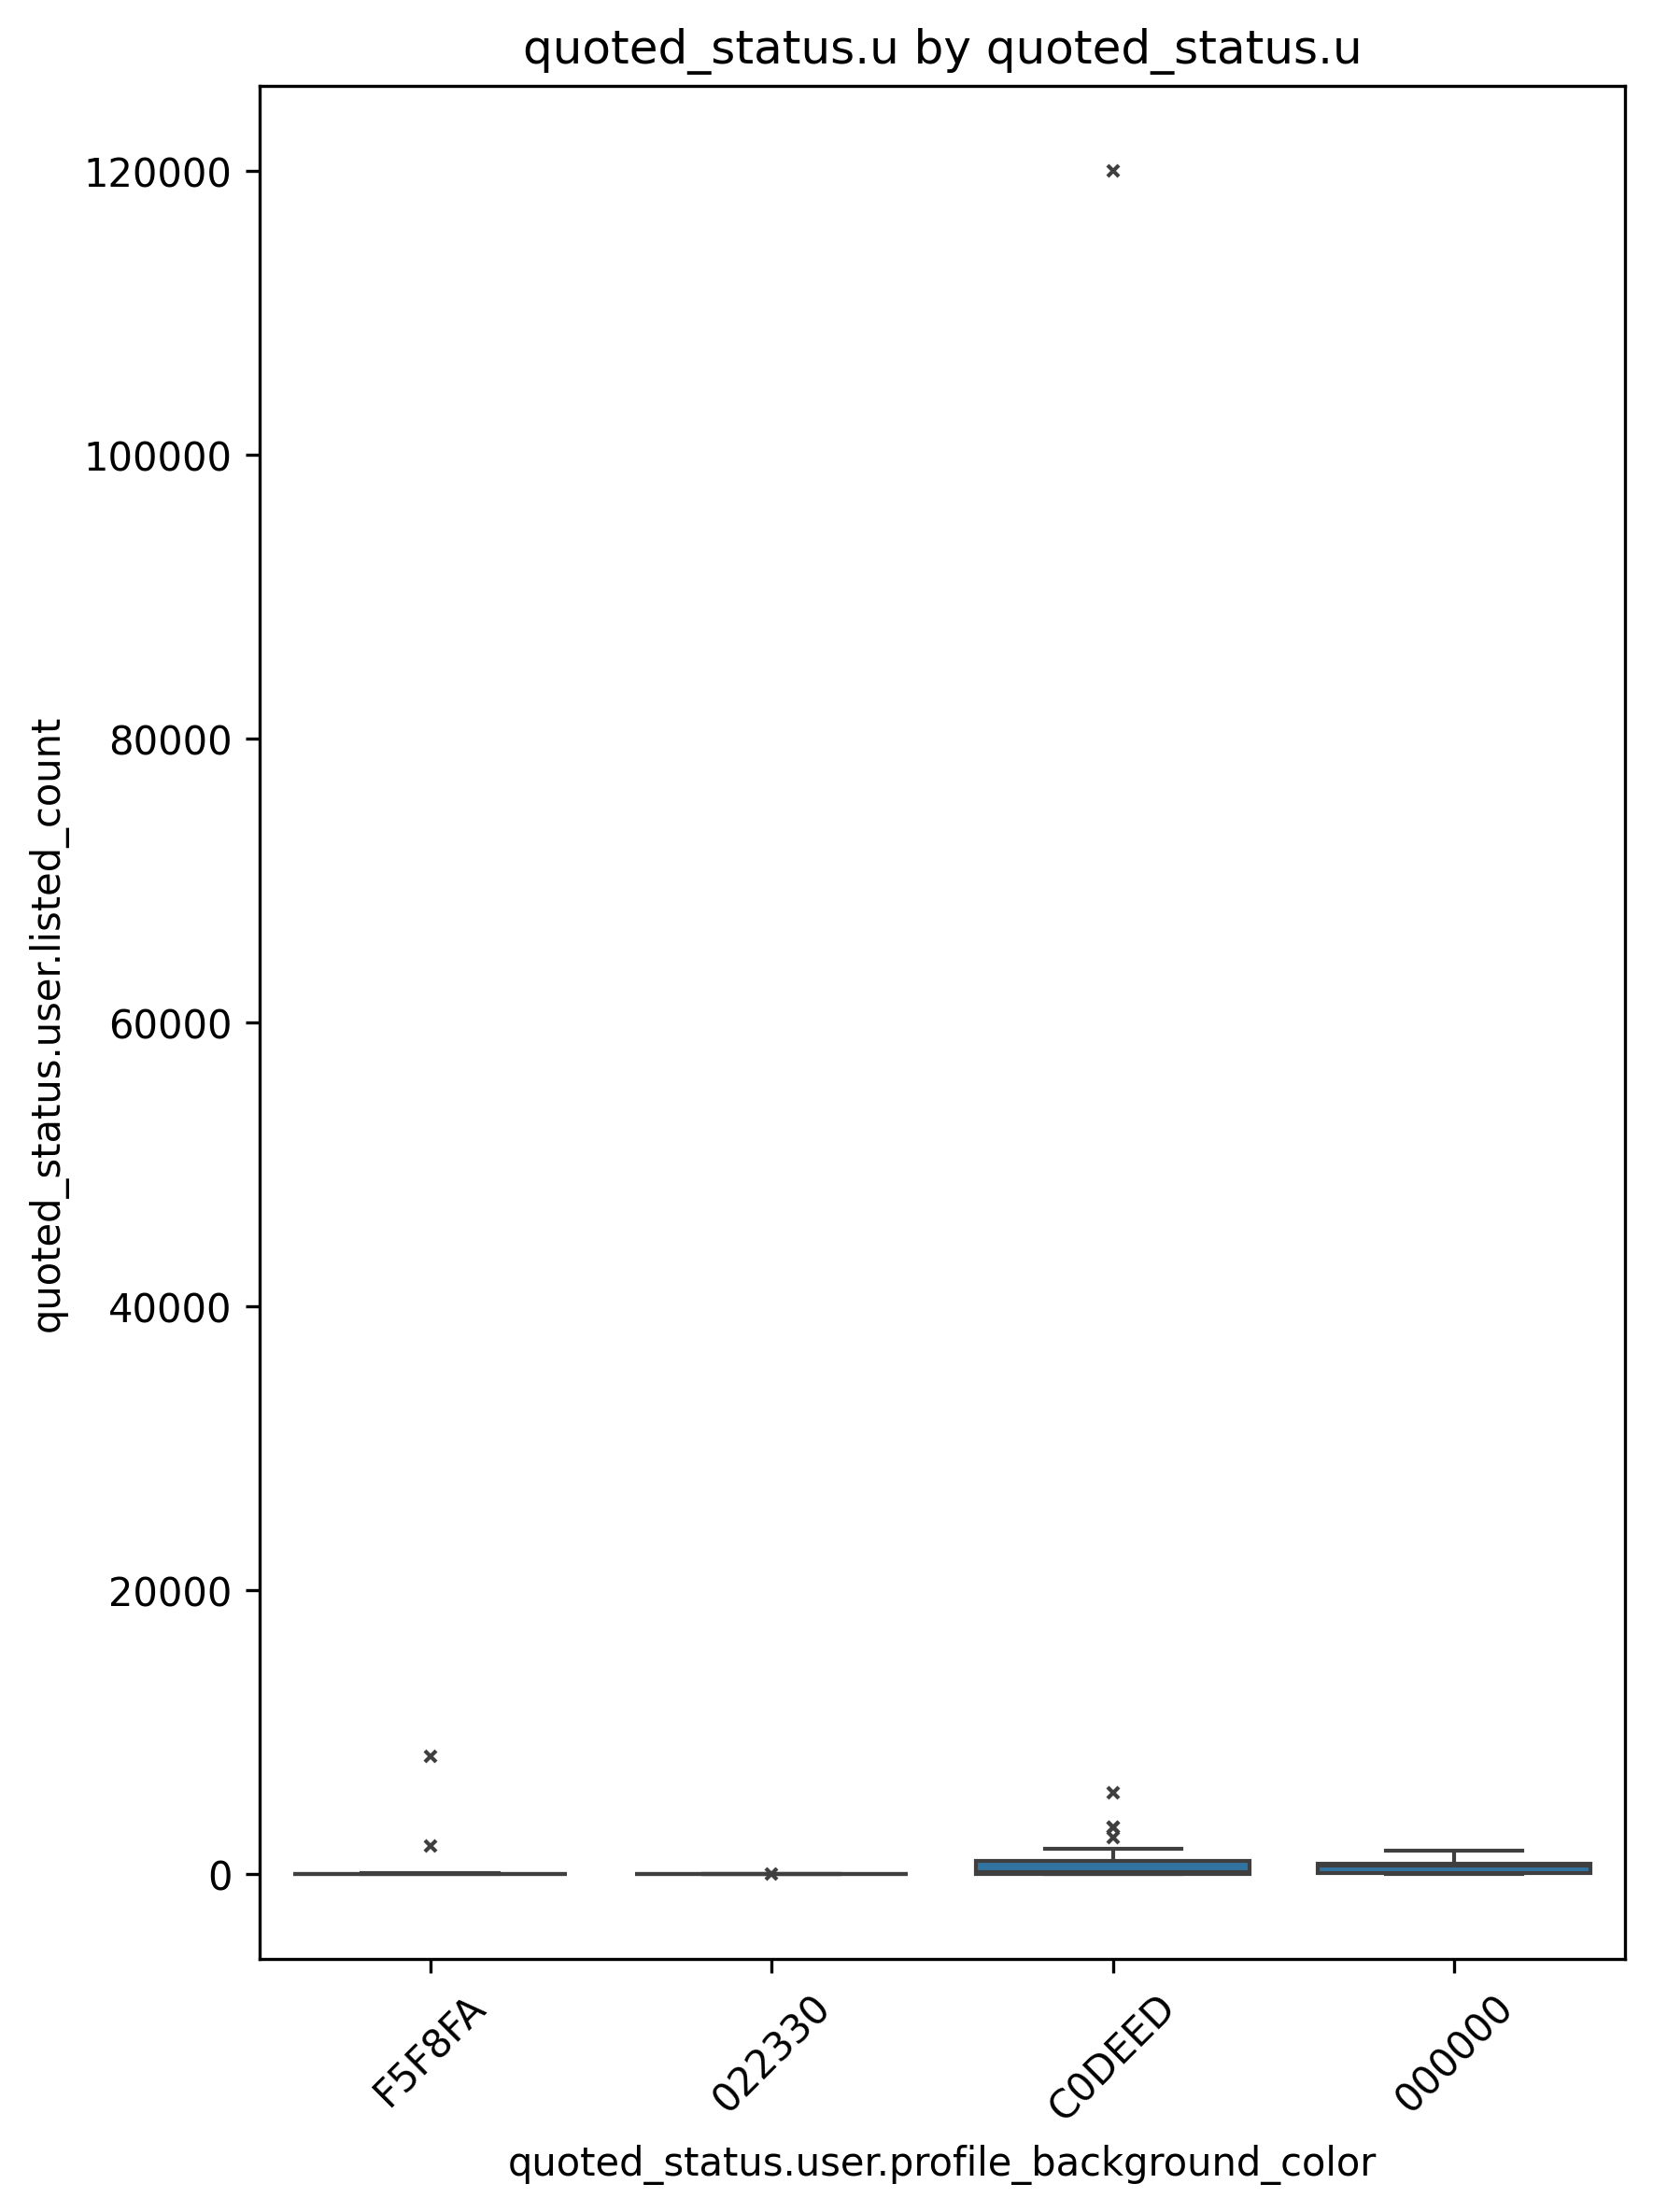 quoted_status.u by quoted_status.u
120000
100000
80000
60000
40000
20000
0
quoted_status.user.listed_count
F5F8FA
022330
C0DEED
000000
quoted_status.user.profile_background_color